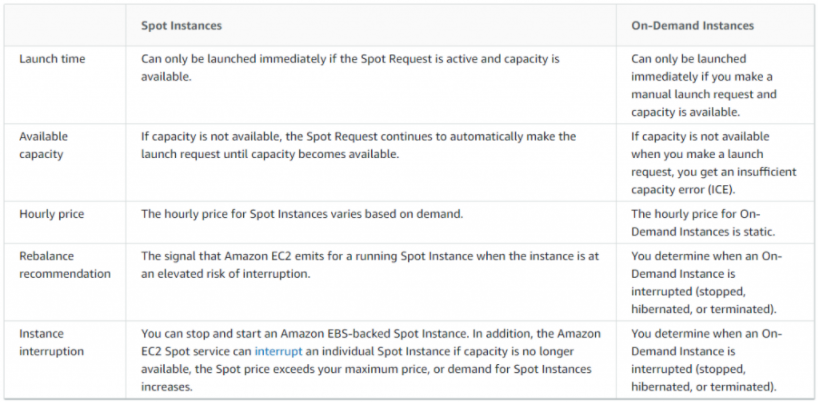 Spot Instances
On-Demand Instances
Launch time
Can only be launched immediately if the Spot Request is active and capacity is
available.
Can only be launched
immediately if you make a
manual launch request and
capacity is available.
Available
capacity
If capacity is not available, the Spot Request continues to automatically make the
launch request until capacity becomes available.
If capacity is not available
when you make a launch
request, you get an insufficient
capacity error (ICE).
Hourly price
The hourly price for Spot Instances varies based on demand.
The hourly price for On-
Demand Instances is static.
Rebalance
recommendation
The signal that Amazon EC2 emits for a running Spot Instance when the instance is at
an elevated risk of interruption.
You determine when an On-
Demand Instance is
interrupted (stopped,
hibernated, or terminated).
Instance
interruption
You can stop and start an Amazon EBS-backed Spot Instance. In addition, the Amazon
EC2 Spot service can interrupt an individual Spot Instance if capacity is no longer
available, the Spot price exceeds your maximum price, or demand for Spot Instances
increases.
You determine when an On-
Demand Instance is
interrupted (stopped,
hibernated, or terminated).